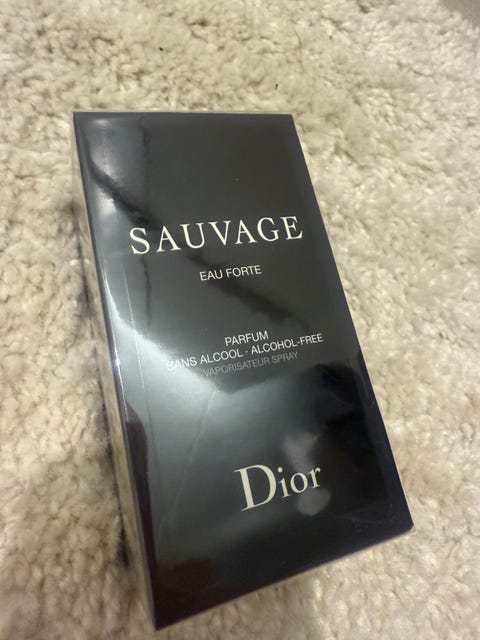 SAUVAGE
EAU FORTE
PARFUM
SANS ALCOOL · ALCOHOL-FREE
VAPORISATEUR SPRAY
Dior